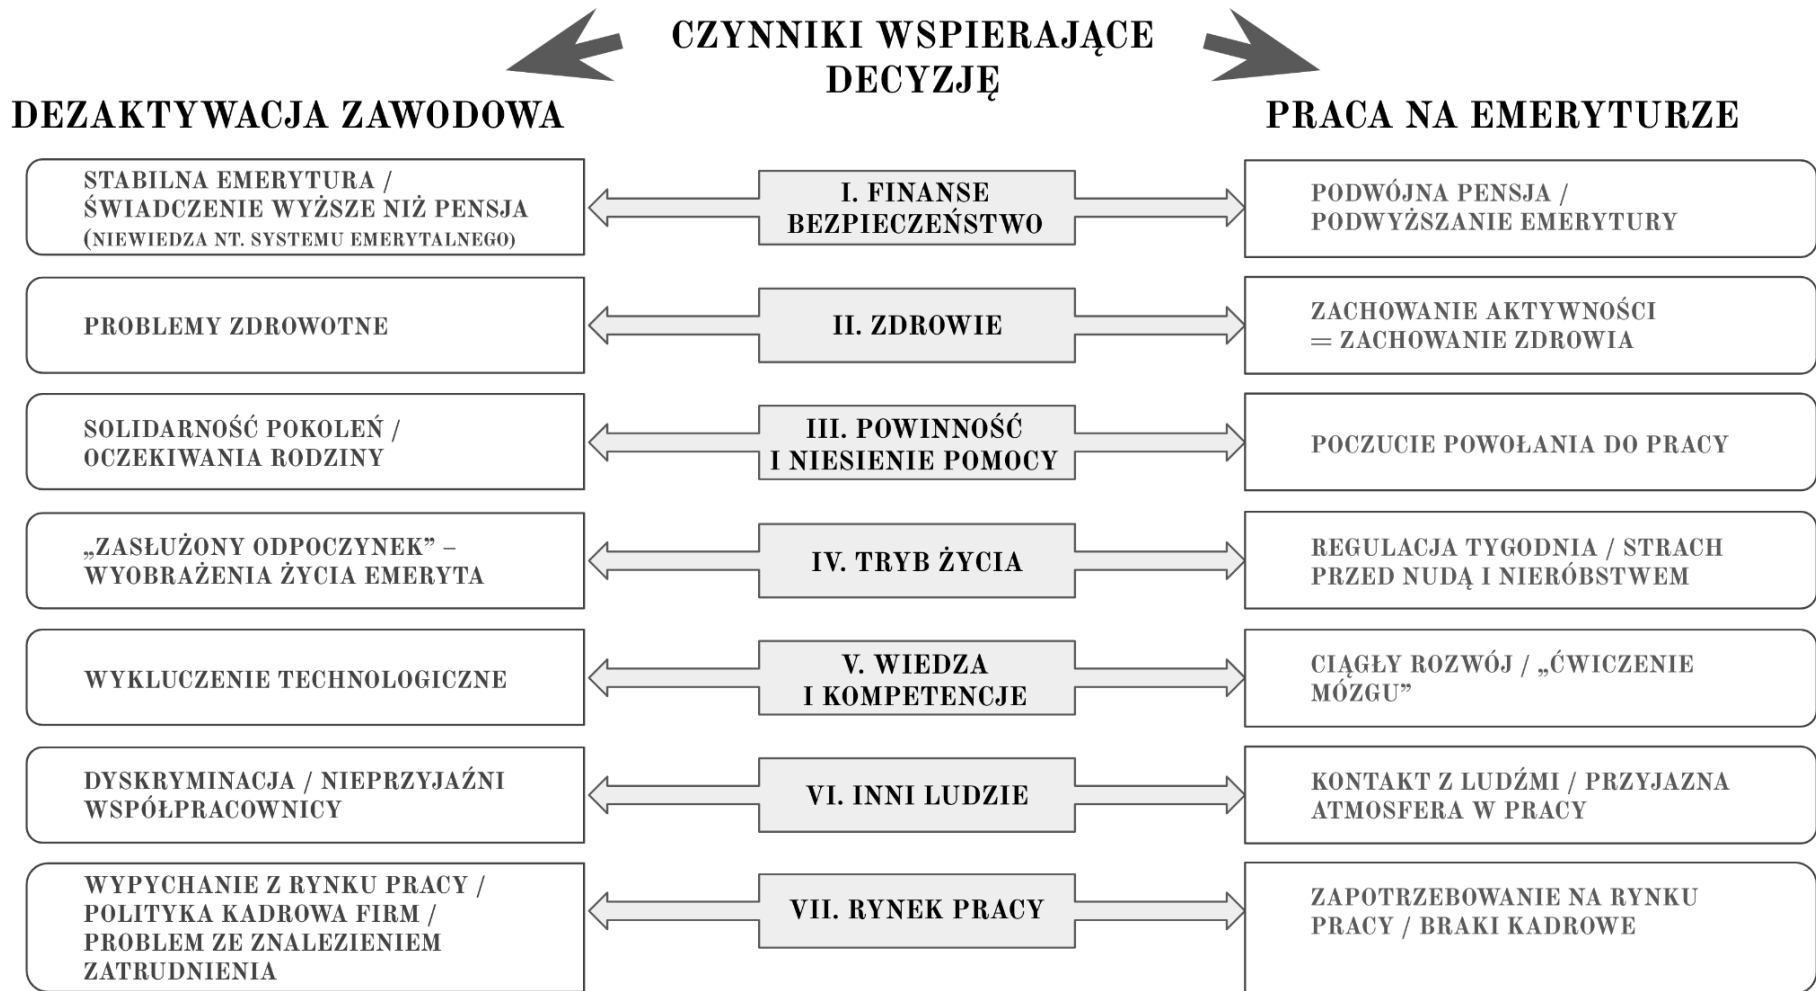 CZYNNIKI WSPIERAJĄCE
DECYZJĘ
DEZAKTYWACJA ZAWODOWA
PRACA NA EMERYTURZE
STABILNA EMERYTURA /
ŚWIADCZENIE WYŻSZE NIŻ PENSJA
(NIEWIEDZA NT. SYSTEMU EMERYTALNEGO)
I. FINANSE
BEZPIECZEŃSTWO
PODWÓJNA PENSJA /
PODWYŻSZANIE EMERYTURY
PROBLEMY ZDROWOTNE
II. ZDROWIE
ZACHOWANIE AKTYWNOŚCI
= ZACHOWANIE ZDROWIA
SOLIDARNOŚĆ POKOLEŃ /
OCZEKIWANIA RODZINY
III. POWINNOŚĆ
I NIESIENIE POMOCY
POCZUCIE POWOŁANIA DO PRACY
„ZASŁUŻONY ODPOCZYNEK” –
WYOBRAŻENIA ŻYCIA EMERYTA
IV. TRYB ŻYCIA
REGULACJA TYGODNIA / STRACH
PRZED NUDĄ I NIERÓBSTWEM
WYKLUCZENIE TECHNOLOGICZNE
V. WIEDZA
I KOMPETENCJE
CIĄGŁY ROZWÓJ / „ĆWICZENIE
MÓZGU”
DYSKRYMINACJA / NIEPRZYJAŹNI
WSPÓŁPRACOWNICY
VI. INNI LUDZIE
KONTAKT Z LUDŹMI / PRZYJAZNA
ATMOSFERA W PRACY
WYPYCHANIE Z RYNKU PRACY /
POLITYKA KADROWA FIRM /
PROBLEM ZE ZNALEZIENIEM
ZATRUDNIENIA
VII. RYNEK PRACY
ZAPOTRZEBOWANIE NA RYNKU
PRACY / BRAKI KADROWE